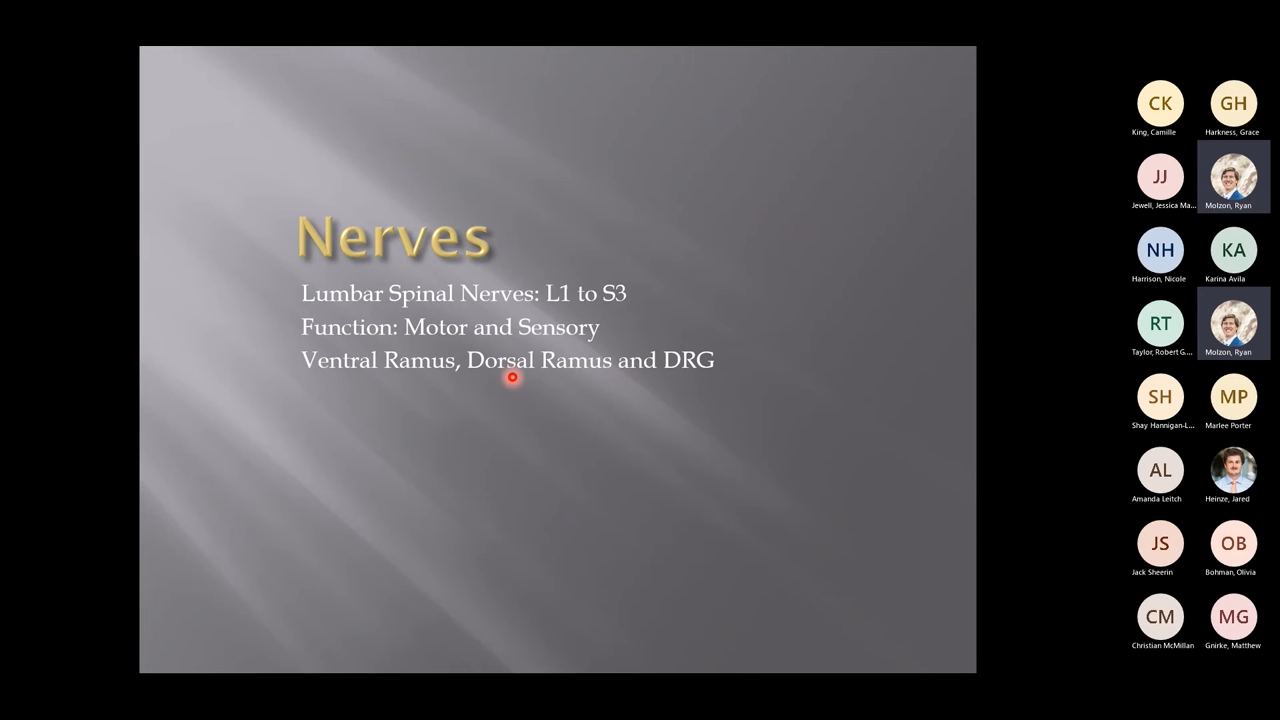 Nerves
Lumbar Spinal Nerves: L1 to S3
Function: Motor and Sensory
Ventral Ramus, Dorsal Ramus and DRG
CK
GH
King, Camille
Harkness, Grace
JJ
Jewell, Jessica Ma...
Molzon, Ryan
NH
KA
Harrison, Nicole
Karina Avila
RT
Taylor, Robert G....
Molzon, Ryan
SH
MP
Shay Hannigan-L...
Marlee Porter
AL
Amanda Leitch
Heinze, Jared
JS
OB
Jack Sheerin
Bohman, Olivia
CM
MG
Christian McMillan
Gnirke, Matthew